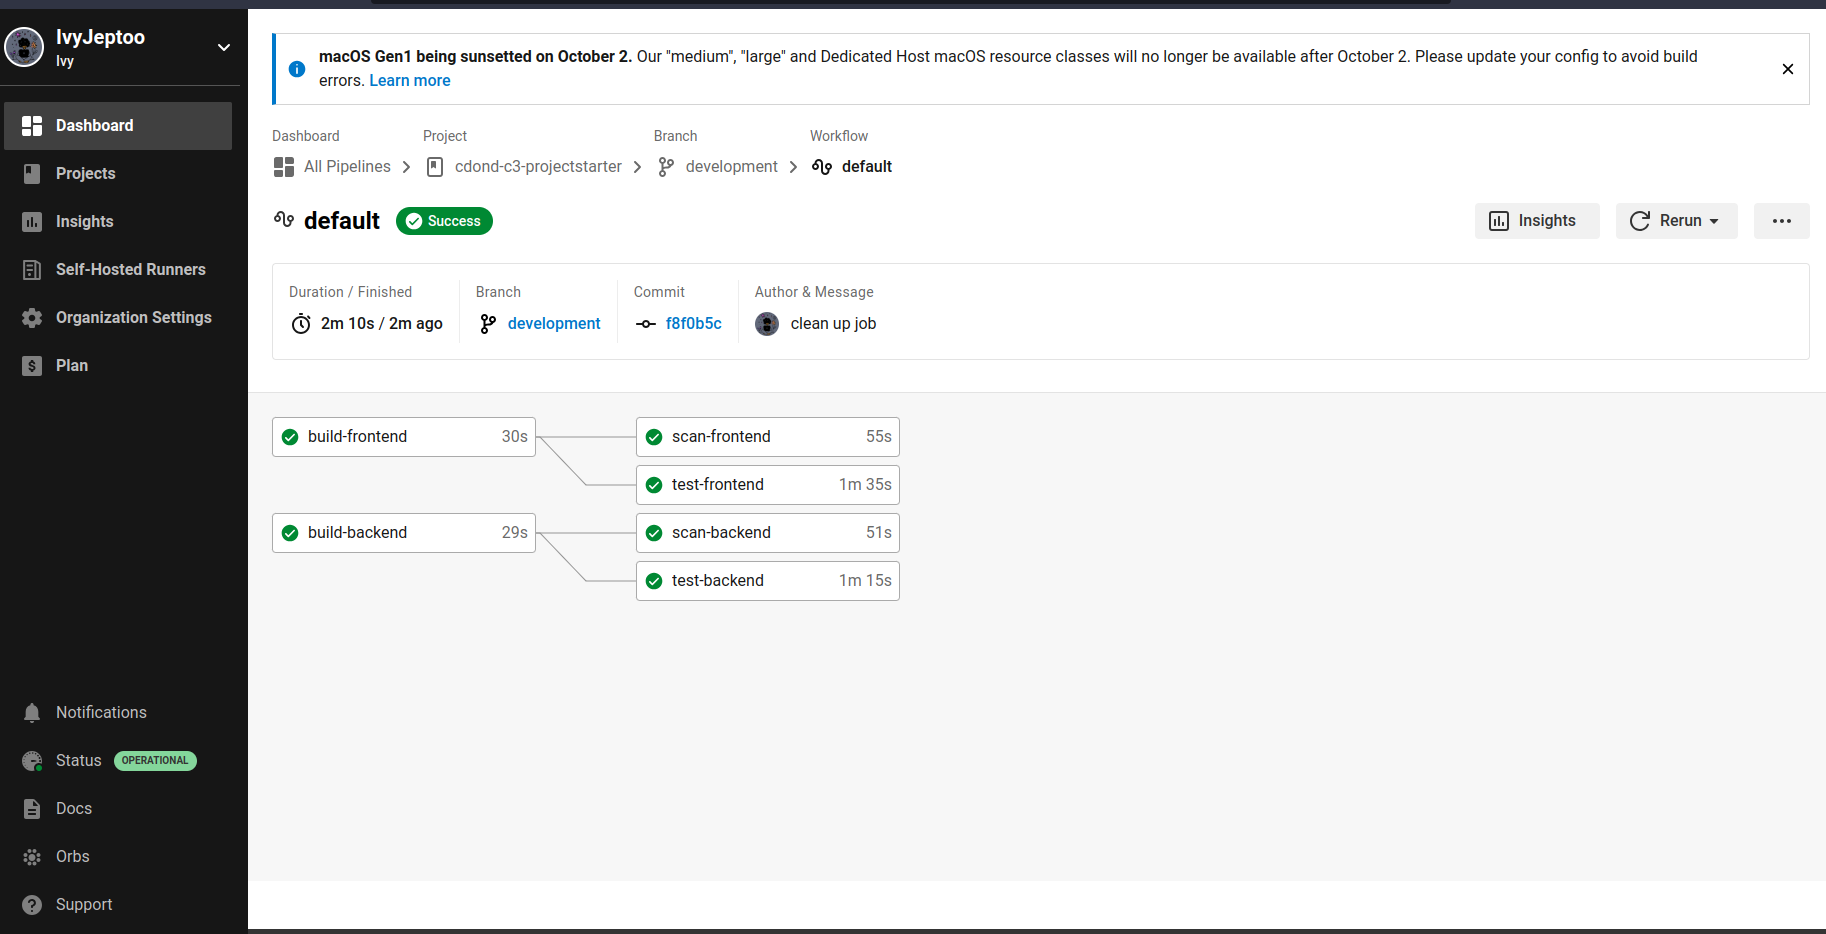 IvyJeptoo
Ivy
Dashboard
Projects
Insights
Self-Hosted Runners
Organization Settings
Plan
Notifications
Status OPERATIONAL
Docs
Orbs
Support
macOS Gen1 being sunsetted on October 2. Our "medium", "large" and Dedicated Host macOS resource classes will no longer be available after October 2. Please update your config to avoid build
errors. Learn more
Dashboard Project Branch Workflow
All Pipelines cdond-c3-projectstarter development default
default Success Insights Rerun
Duration / Finished Branch Commit Author & Message
2m 10s / 2m ago development f8f0b5c clean up job
build-frontend 30s scan-frontend 55s
test-frontend 1m 35s
build-backend 29s scan-backend 51s
test-backend 1m 15s